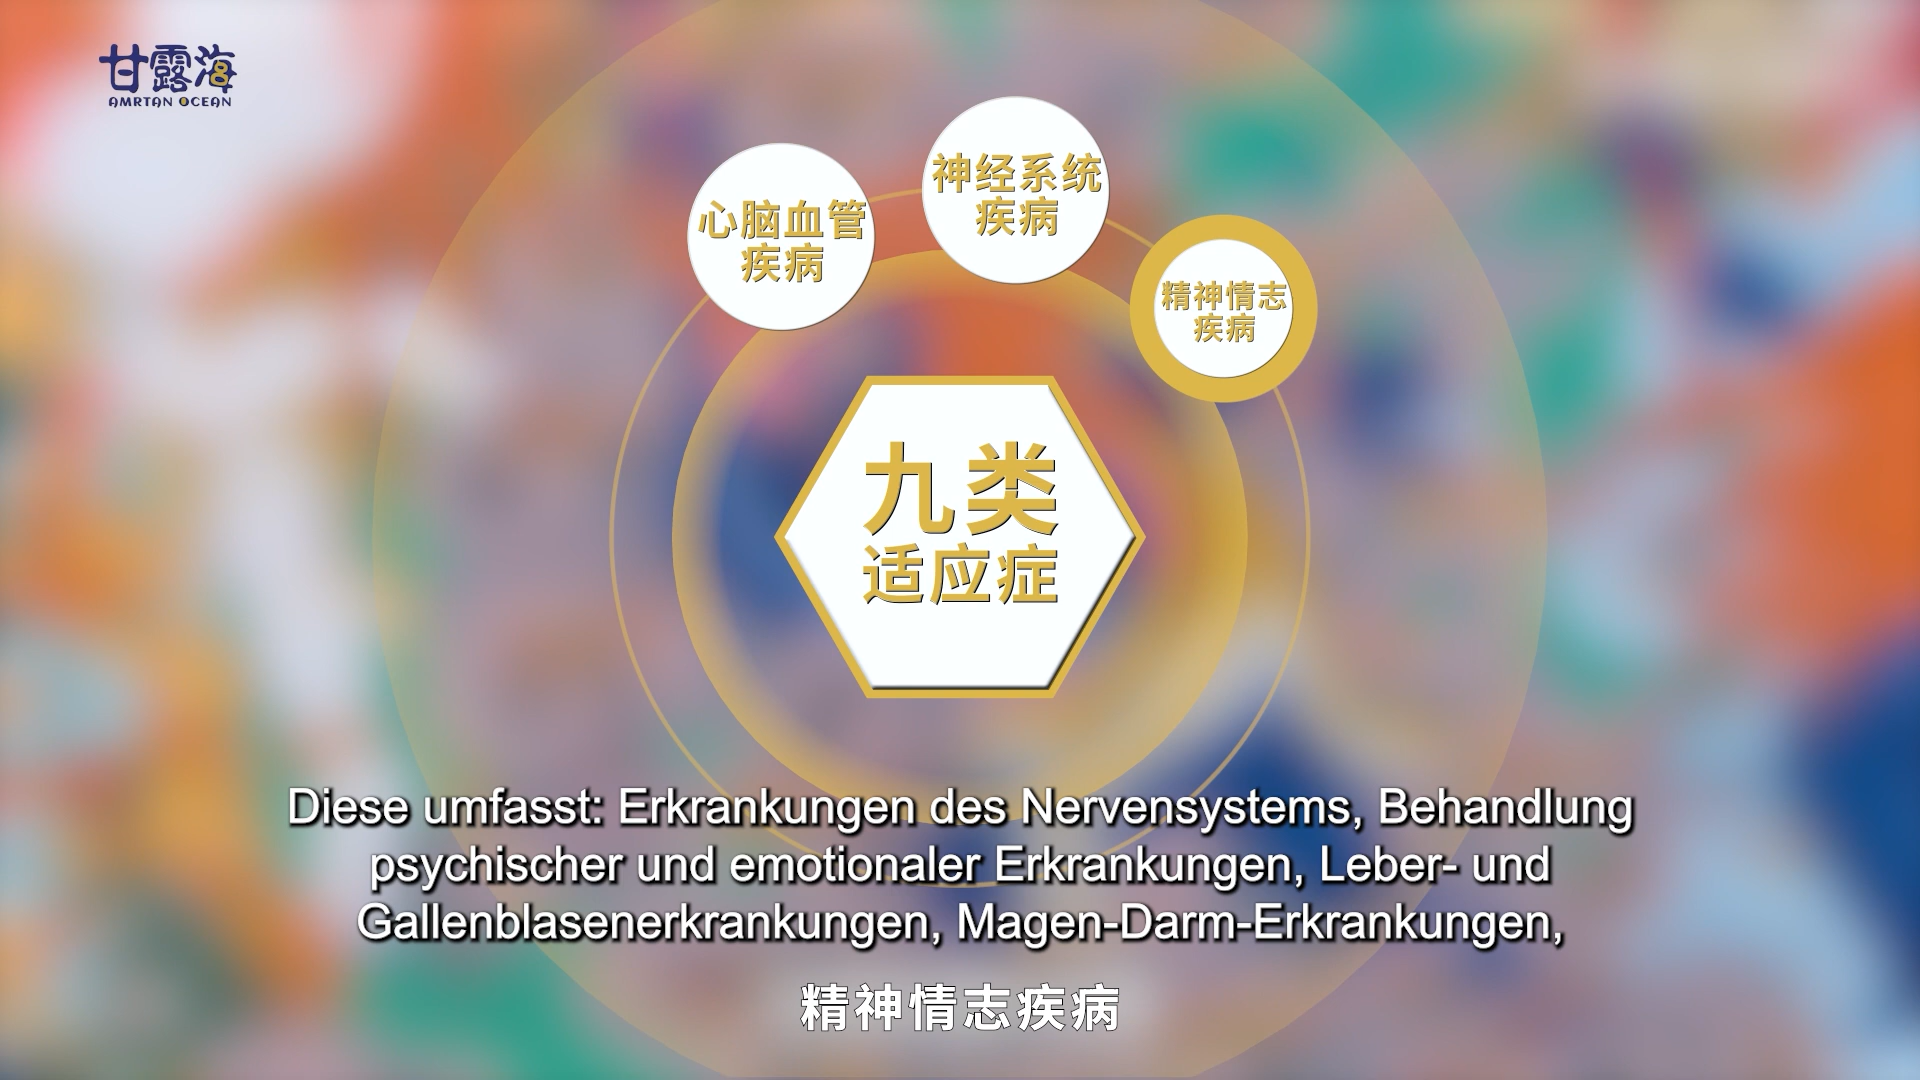 甘露海
AMRTAN OCEAN
心脑血管
疾病
神经系统
疾病
精神情志
疾病
九类
适应症
Diese umfasst: Erkrankungen des Nervensystems, Behandlung
psychischer und emotionaler Erkrankungen, Leber- und
Gallenblasenerkrankungen, Magen-Darm-Erkrankungen,
精神情志疾病